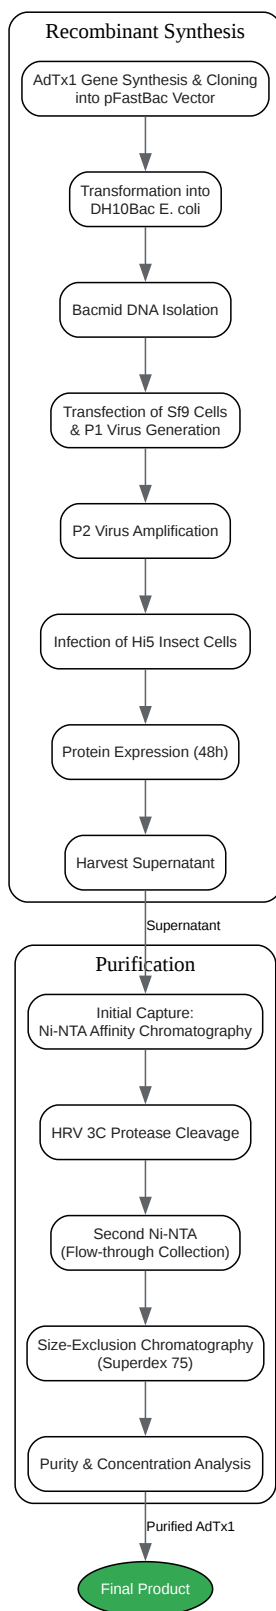 Recombinant Synthesis
AdTx1 Gene Synthesis & Cloning
into pFastBac Vector
Transformation into
DH10Bac E. coli
Bacmid DNA Isolation
Transfection of Sf9 Cells
& P1 Virus Generation
P2 Virus Amplification
Infection of Hi5 Insect Cells
Protein Expression (48h)
Harvest Supernatant
Supernatant
Purification
Initial Capture:
Ni-NTA Affinity Chromatography
HRV 3C Protease Cleavage
Second Ni-NTA
(Flow-through Collection)
Size-Exclusion Chromatography
(Superdex 75)
Purity & Concentration Analysis
Purified AdTx1
Final Product